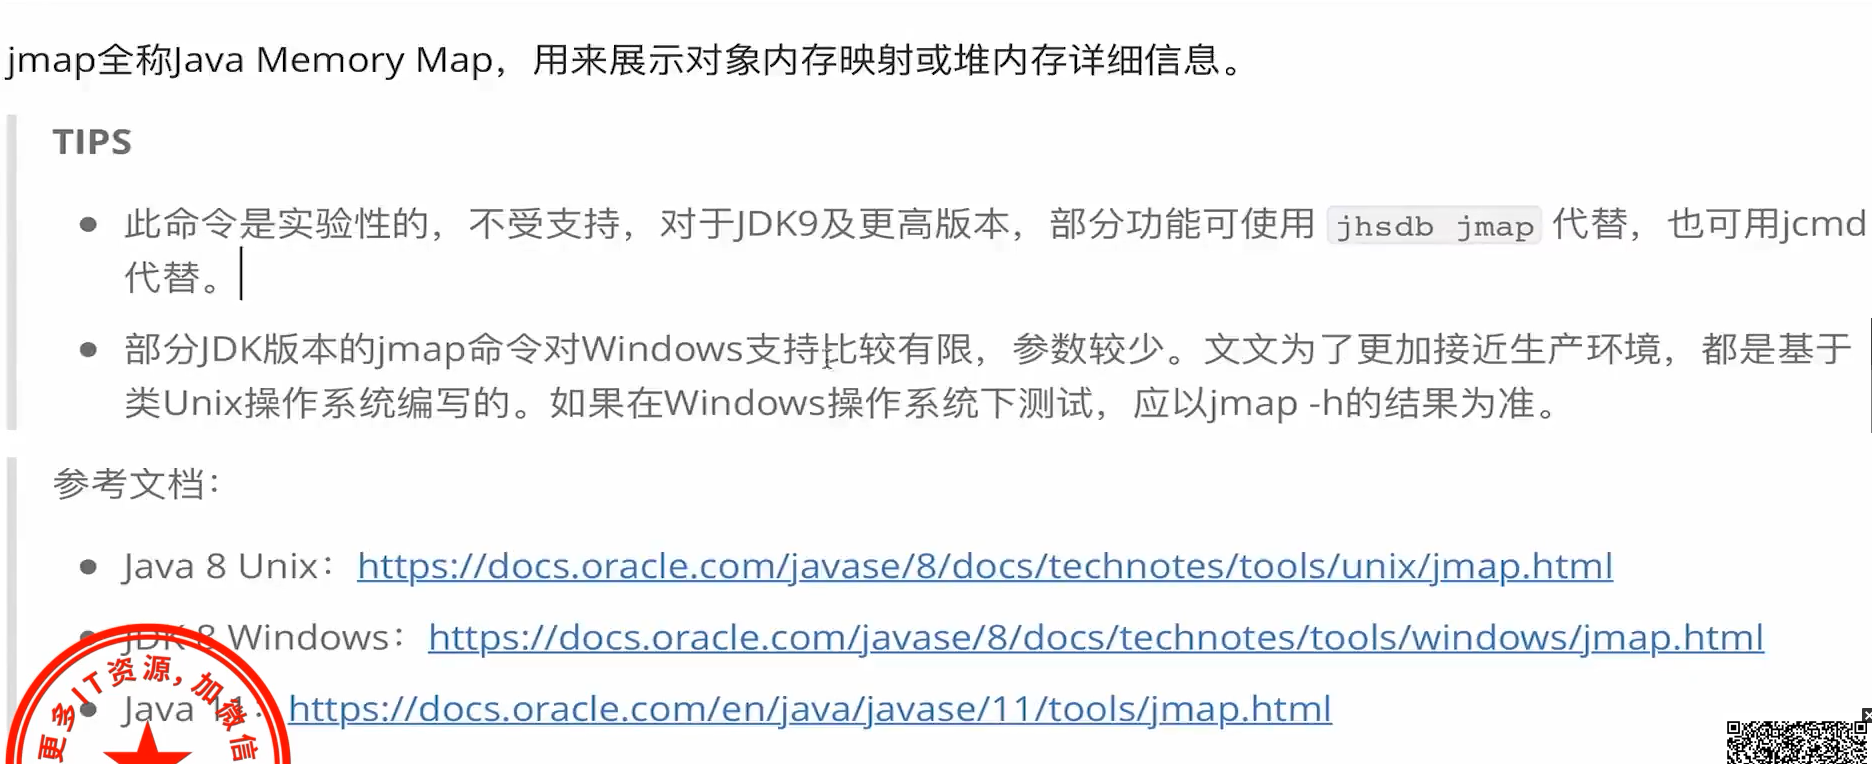 jmap全称Java Memory Map，用来展示对象内存映射或堆内存详细信息。
TIPS
此命令是实验性的，不受支持，对于JDK9及更高版本，部分功能可使用 jhsdb jmap 代替，也可用jcmd
代替。
部分JDK版本的jmap命令对Windows支持比较有限，参数较少。文文为了更加接近生产环境，都是基于
类Unix操作系统编写的。如果在Windows操作系统下测试，应以jmap -h的结果为准。
参考文档：
Java 8 Unix：https://docs.oracle.com/javase/8/docs/technotes/tools/unix/jmap.html
JDK 8 Windows：https://docs.oracle.com/javase/8/docs/technotes/tools/windows/jmap.html
Java 11：https://docs.oracle.com/en/java/javase/11/tools/jmap.html
更多IT资源，加微信